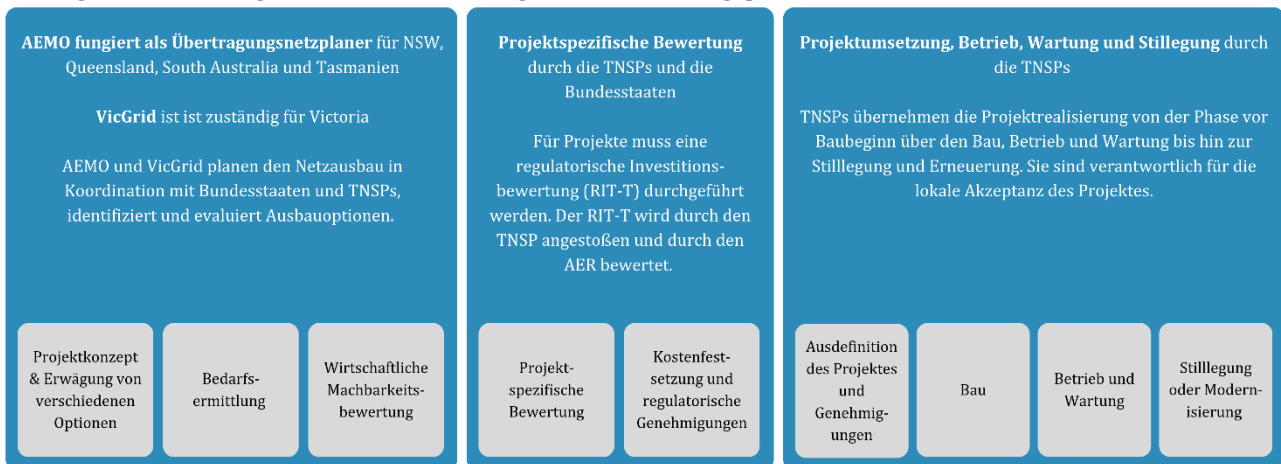 AEMO fungiert als Übertragungsnetzplaner für NSW,
Queensland, South Australia und Tasmanien
VicGrid ist ist zuständig für Victoria
AEMO und VicGrid planen den Netzausbau in
Koordination mit Bundesstaaten und TNSPs,
identifiziert und evaluiert Ausbauoptionen.
Projektkonzept
& Erwägung von
verschiedenen
Optionen
Bedarfs-
ermittlung
Wirtschaftliche
Machbarkeits-
bewertung
Projektspezifische Bewertung
durch die TNSPs und die
Bundesstaaten
Für Projekte muss eine
regulatorische Investitions-
bewertung (RIT-T) durchgeführt
werden. Der RIT-T wird durch den
TNSP angestoßen und durch den
AER bewertet.
Projekt-
spezifische
Bewertung
Kostenfest-
setzung und
regulatorische
Genehmigungen
Projektumsetzung, Betrieb, Wartung und Stillegung durch
die TNSPs
TNSPs übernehmen die Projektrealisierung von der Phase vor
Baubeginn über den Bau, Betrieb und Wartung bis hin zur
Stilllegung und Erneuerung. Sie sind verantwortlich für die
lokale Akzeptanz des Projektes.
Ausdefinition
des Projektes
und
Genehmig-
ungen
Bau
Betrieb und
Wartung
Stilllegung
oder Modern-
isierung